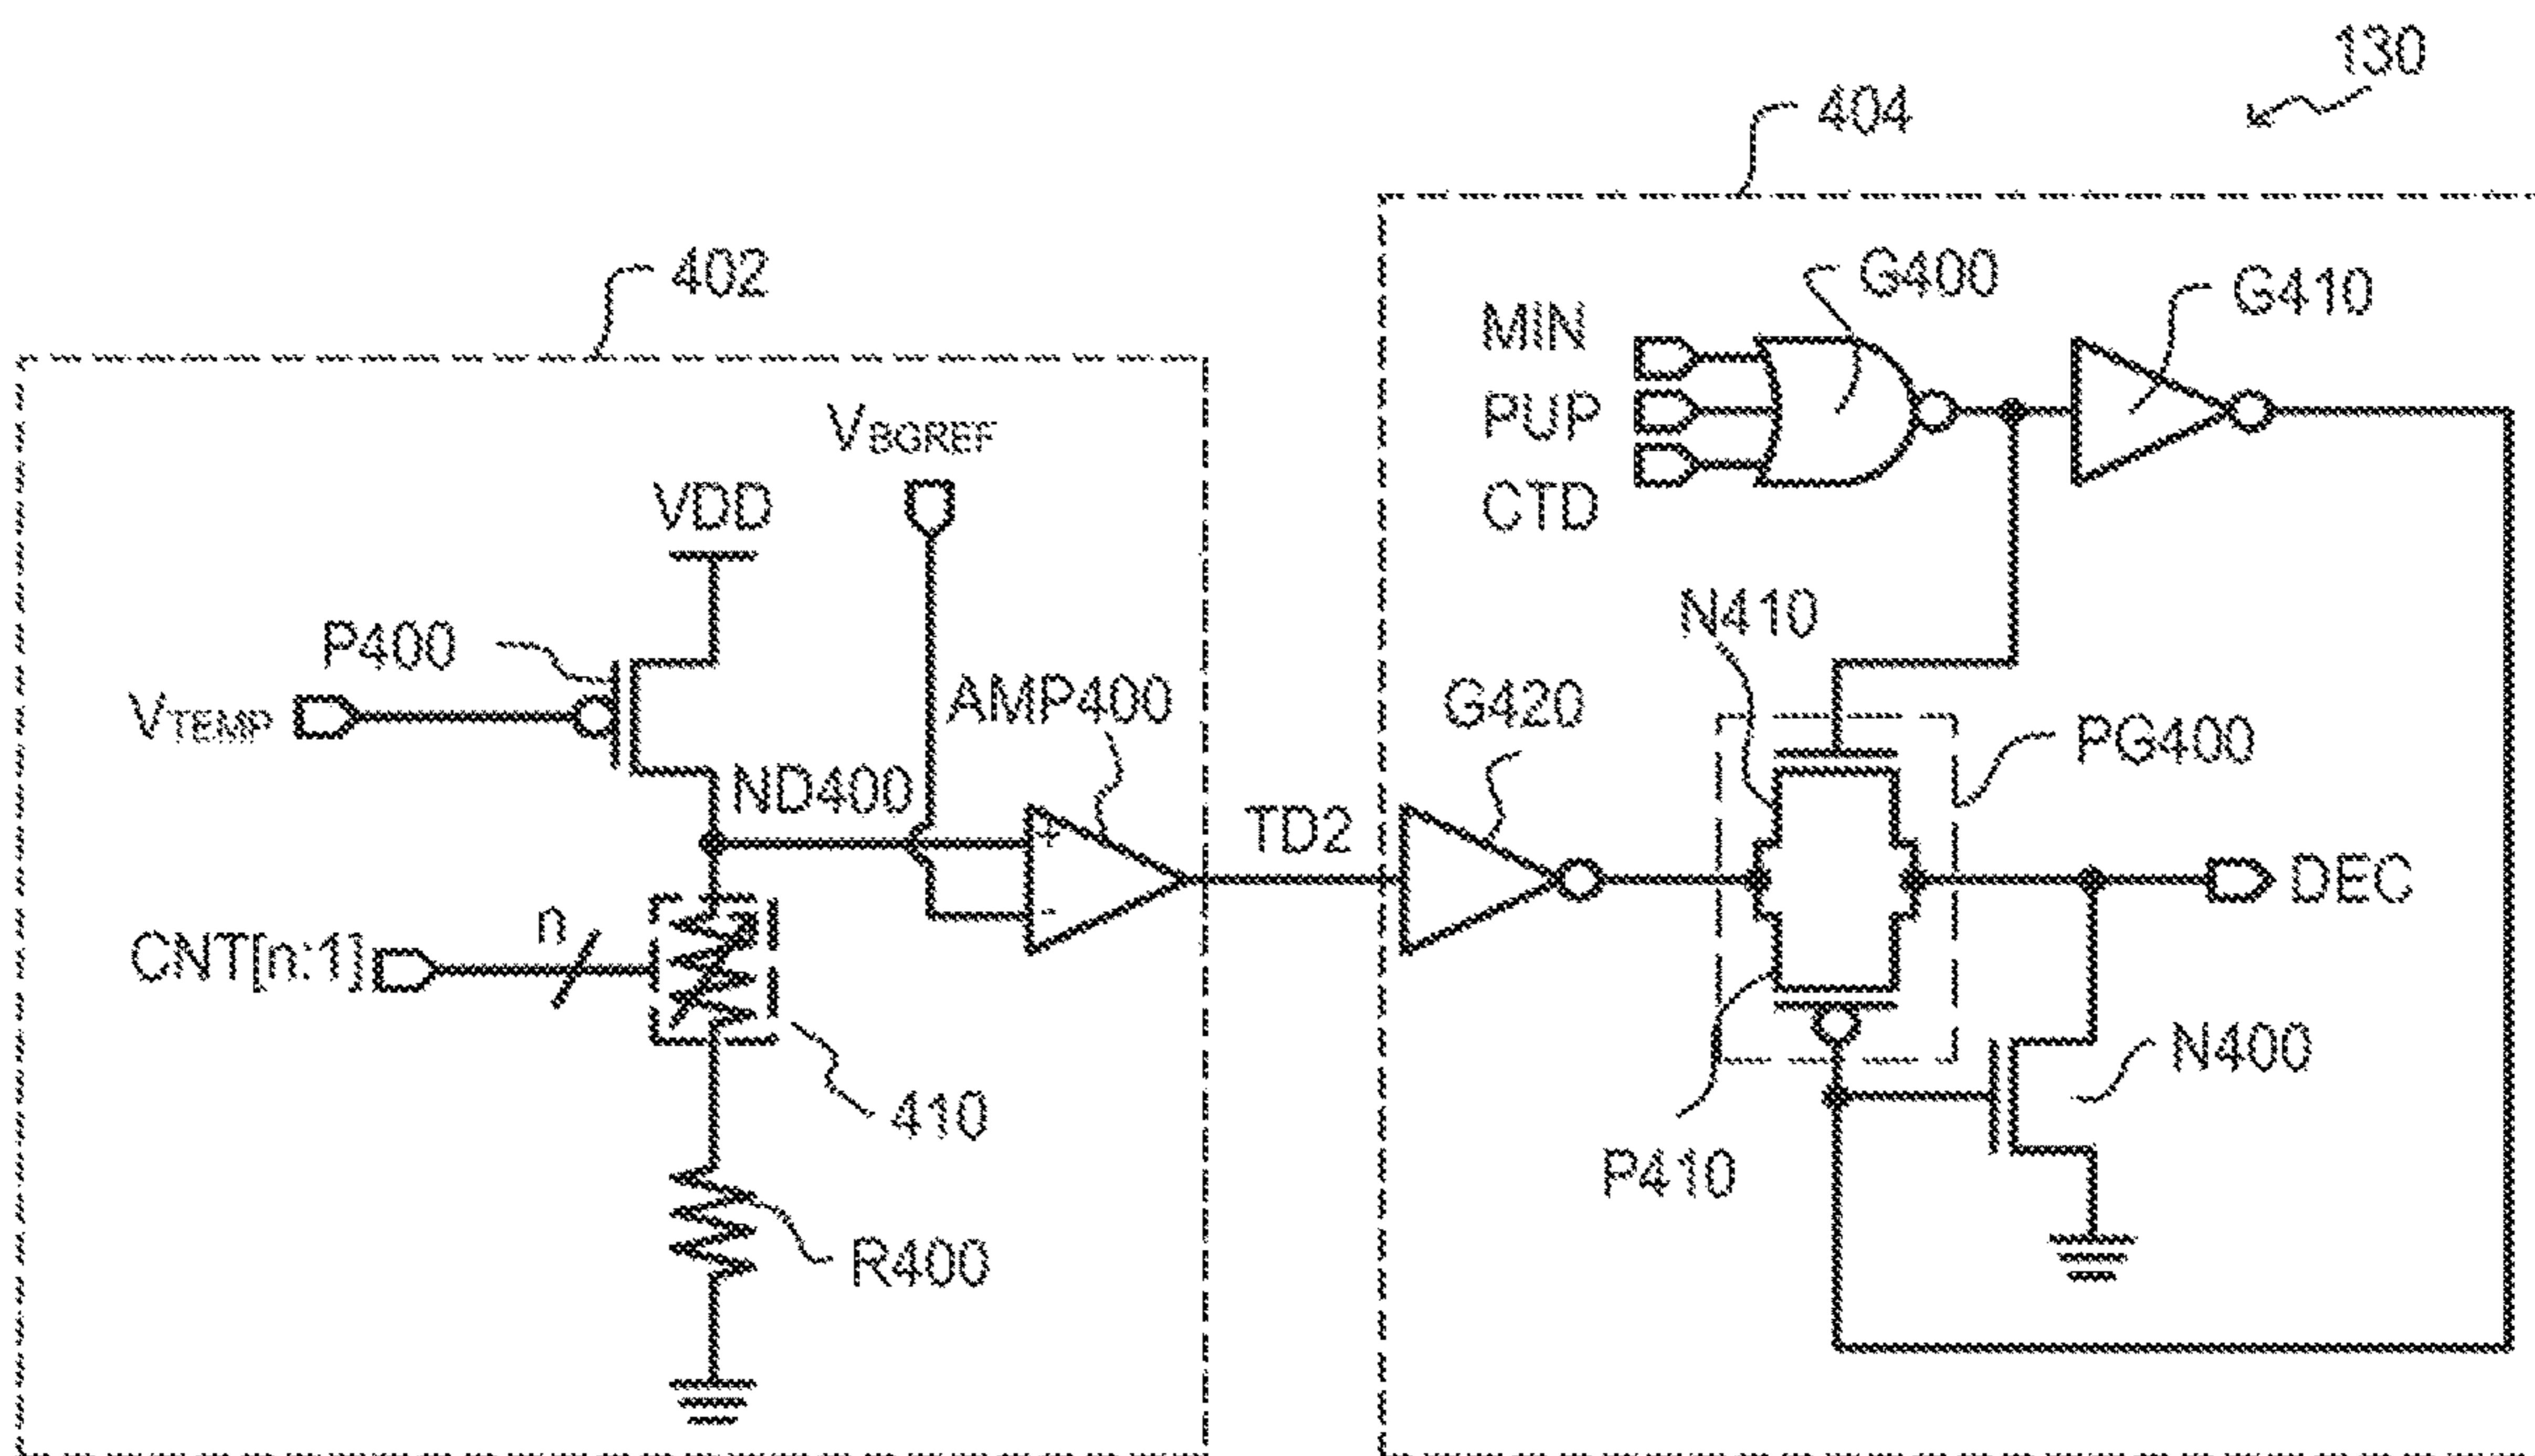 130
404
402
G400
G410
MIN
PUP
CTD
VBGREF
VDD
P400
N410
VTEMP
AMP400
G420
PG400
ND400
+
-
TD2
DEC
CNT[n:1]
n
N400
410
P410
R400